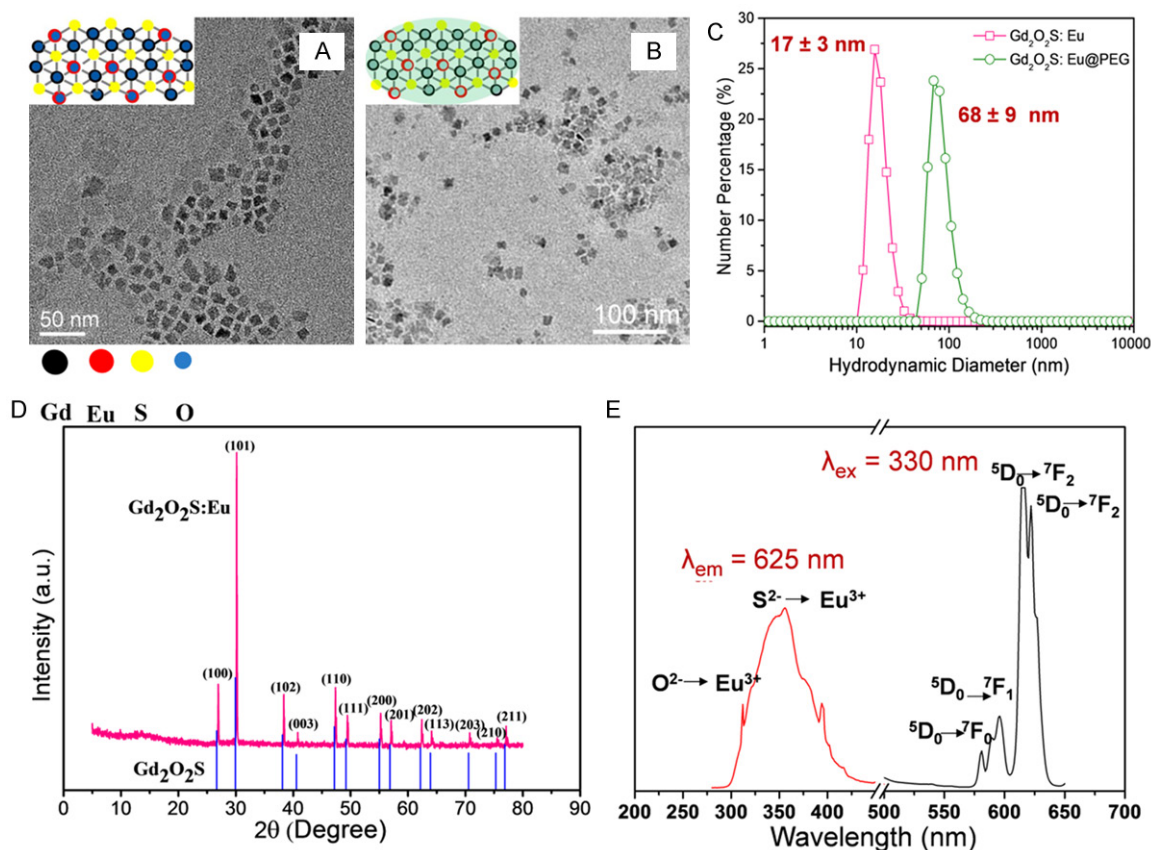 A
50 nm
B
100 nm
C
Number Percentage (%)
30
25
20
15
10
5
0
17 ± 3 nm
Gd₂O₂S: Eu
Gd₂O₂S: Eu@PEG
68 ± 9 nm
1 10 100 1000 10000
Hydrodynamic Diameter (nm)
D
Gd Eu S O
Intensity (a.u.)
(101)
Gd₂O₂S:Eu
(100)
(102)
(003)
(110)
(111)
(200)
(201)
(202)
(113)
(203)
(210)
(211)
Gd₂O₂S
0 10 20 30 40 50 60 70 80 90
2θ (Degree)
E
λex = 330 nm
⁵D₀→⁷F₂
⁵D₀→⁷F₂
λem = 625 nm
S²⁻→ Eu³⁺
O²⁻→ Eu³⁺
⁵D₀→⁷F₁
⁵D₀→⁷F₀
200 250 300 350 400 450 500 550 600 650 700
Wavelength (nm)